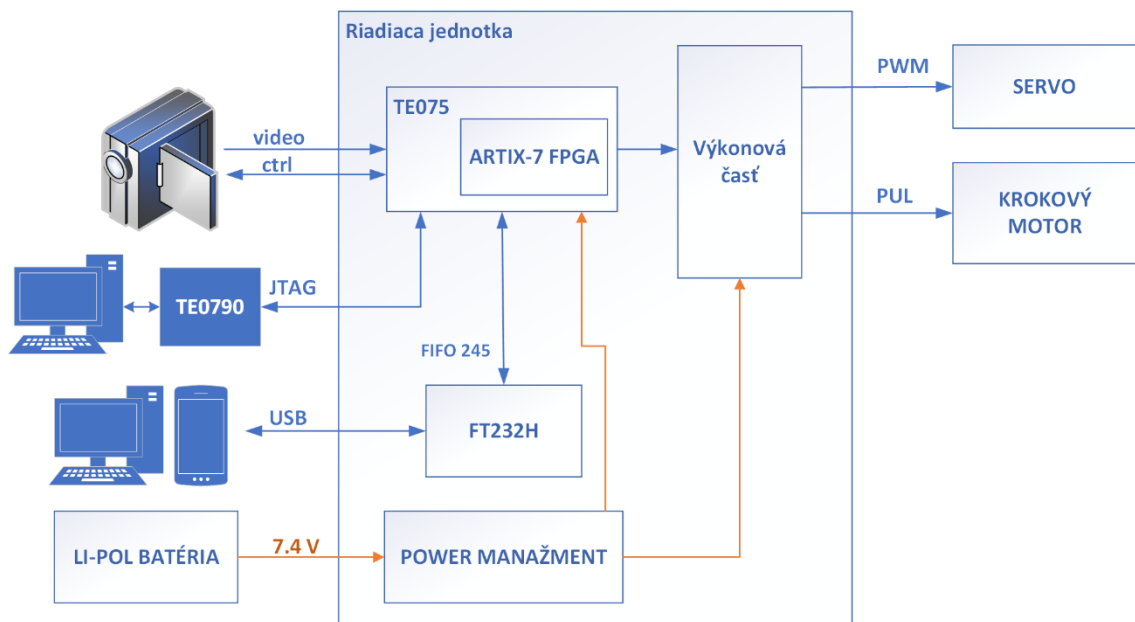 Riadiaca jednotka
TE075
ARTIX-7 FPGA
Výkonová
časť
PWM
SERVO
PUL
KROKOVÝ
MOTOR
video
ctrl
TE0790
JTAG
FIFO 245
USB
FT232H
LI-POL BATÉRIA
7.4 V
POWER MANAŽMENT